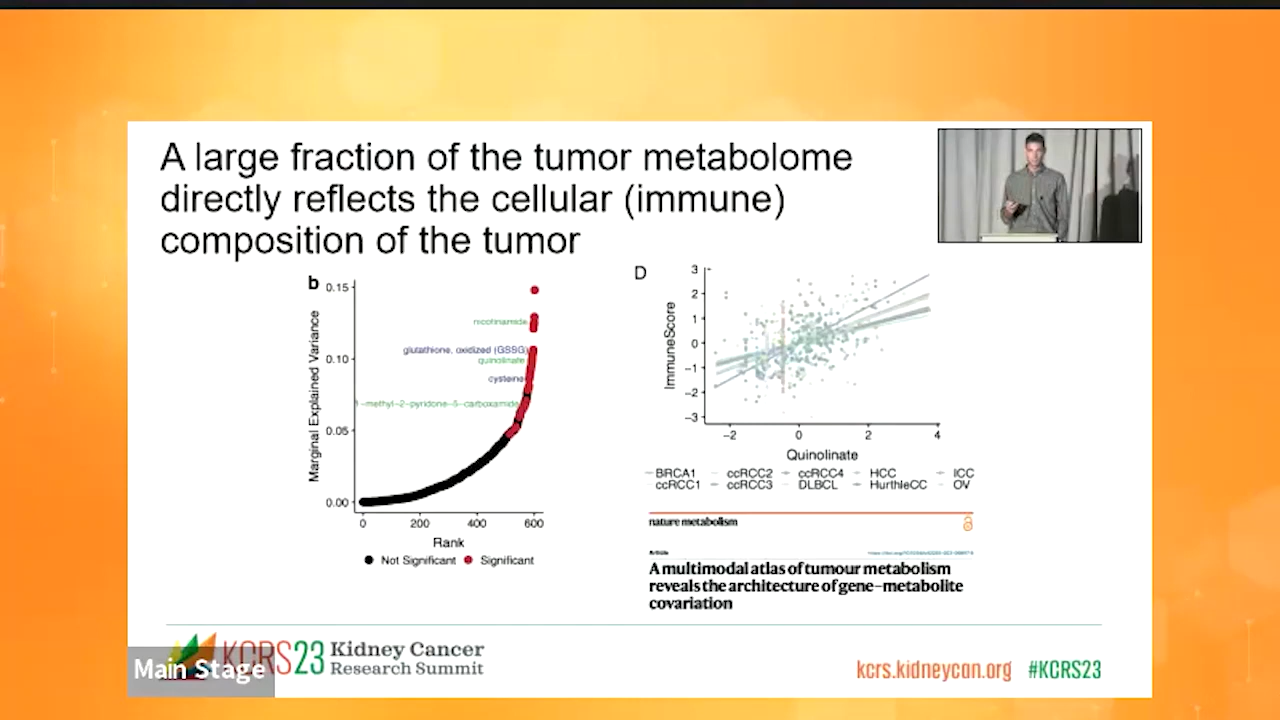 A large fraction of the tumor metabolome
directly reflects the cellular (immune)
composition of the tumor
b
Marginal Explained Variance
0.15
0.10
0.05
0.00
nicotinamide
glutathione, oxidized (GSSG)
quinolinate
cysteine
1-methyl-2-pyridone-5-carboxamide
0 200 400 600
Rank
Not Significant Significant
D
ImmuneScore
3
2
1
0
−1
−2
−3
−2 0 2 4
Quinolinate
BRCA1 ccRCC2 ccRCC4 HCC ICC
ccRCC1 ccRCC3 DLBCL HurthleCC OV
nature metabolism
Article
A multimodal atlas of tumour metabolism
reveals the architecture of gene–metabolite
covariation
KCRS23 Kidney Cancer
Research Summit
Main Stage
kcrs.kidneycan.org #KCRS23